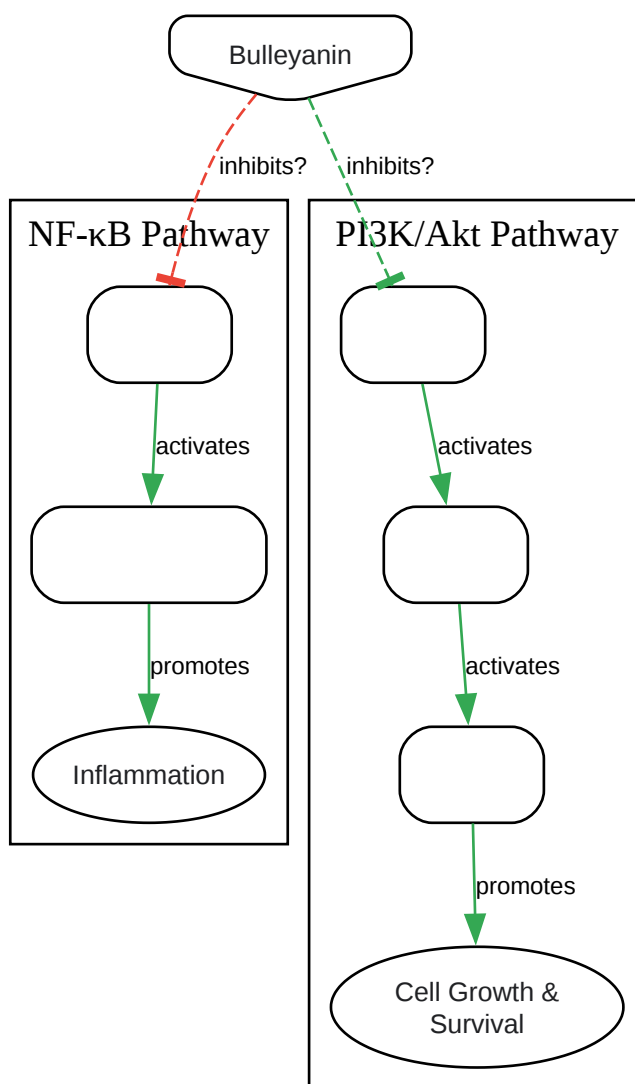 Bulleyanin
inhibits?
inhibits?
NF-κB Pathway
activates
promotes
Inflammation
PI3K/Akt Pathway
activates
activates
promotes
Cell Growth &
Survival